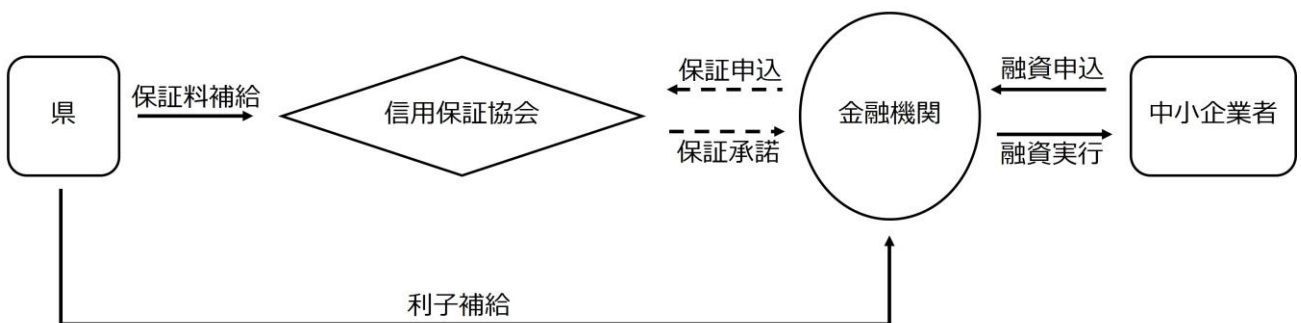 県
保証料補給
信用保証協会
保証申込
保証承諾
金融機関
融資申込
融資実行
中小企業者
利子補給